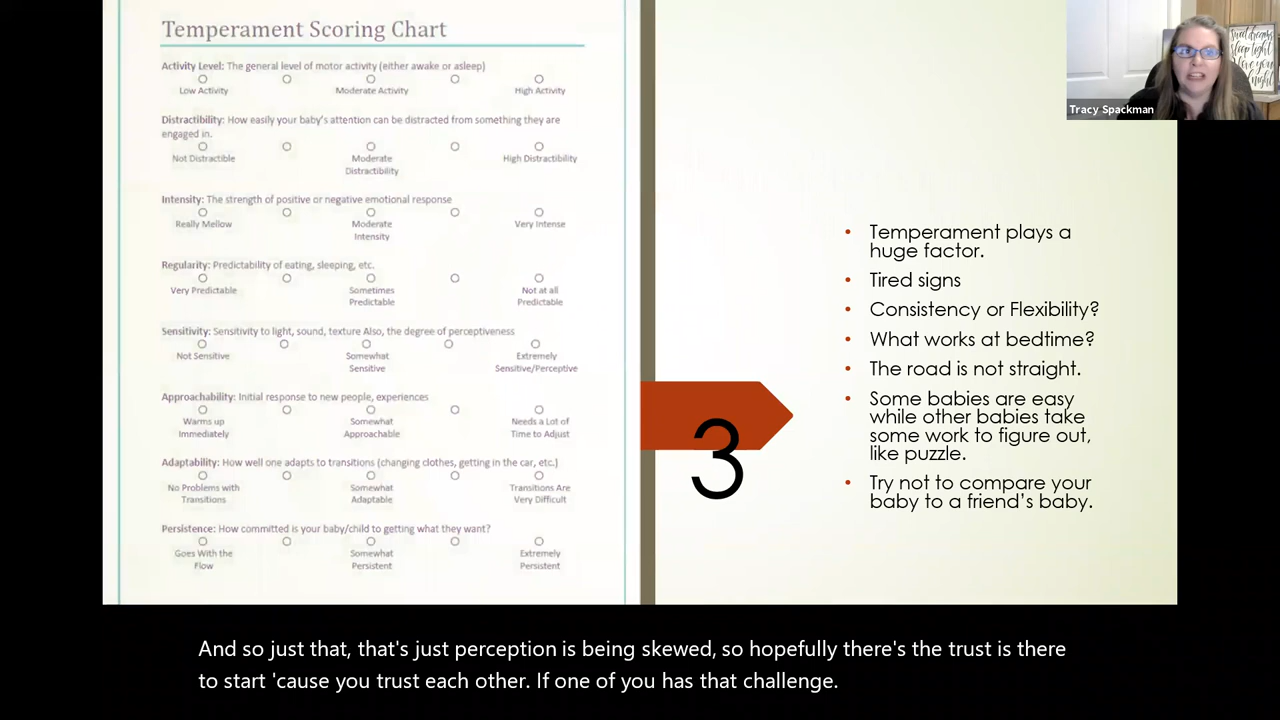 Temperament Scoring Chart
Activity Level: The general level of motor activity (either awake or asleep)
Low Activity Moderate Activity High Activity
Distractibility: How easily your baby's attention can be distracted from something they are
engaged in.
Not Distractible Moderate High Distractibility
Distractibility
Intensity: The strength of positive or negative emotional response
Really Mellow Moderate Very Intense
Intensity
Regularity: Predictability of eating, sleeping, etc.
Very Predictable Sometimes Not at all
Predictable Predictable
Sensitivity: Sensitivity to light, sound, texture Also, the degree of perceptiveness
Not Sensitive Somewhat Extremely
Sensitive Sensitive/Perceptive
Approachability: Initial response to new people, experiences
Warms up Somewhat Needs a Lot of
Immediately Approachable Time to Adjust
Adaptability: How well one adapts to transitions (changing clothes, getting in the car, etc.)
No Problems with Somewhat Transitions Are
Transitions Adaptable Very Difficult
Persistence: How committed is your baby/child to getting what they want?
Goes With the Somewhat Extremely
Flow Persistent Persistent
3
• Temperament plays a
huge factor.
• Tired signs
• Consistency or Flexibility?
• What works at bedtime?
• The road is not straight.
• Some babies are easy
while other babies take
some work to figure out,
like puzzle.
• Try not to compare your
baby to a friend's baby.
Tracy Spackman
And so just that, that's just perception is being skewed, so hopefully there's the trust is there
to start 'cause you trust each other. If one of you has that challenge.